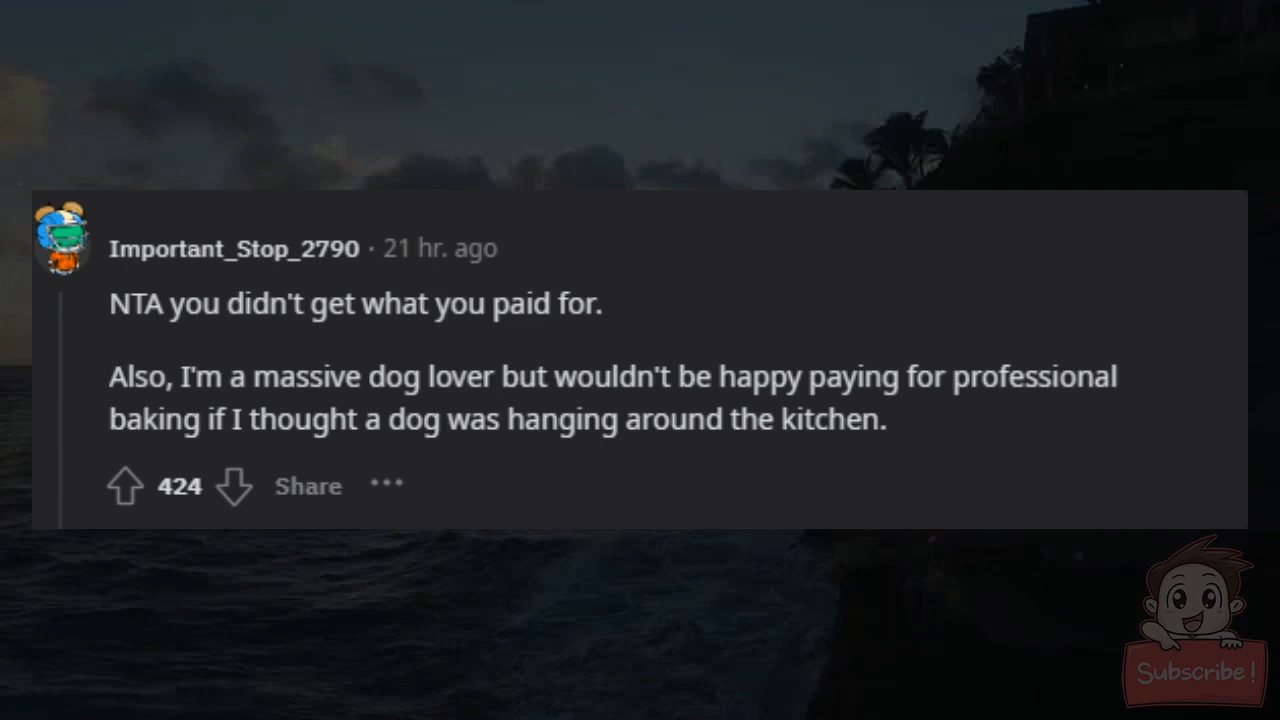 Important_Stop_2790 · 21 hr. ago
NTA you didn't get what you paid for.
Also, I'm a massive dog lover but wouldn't be happy paying for professional
baking if I thought a dog was hanging around the kitchen.
424 Share •••
Subscribe!